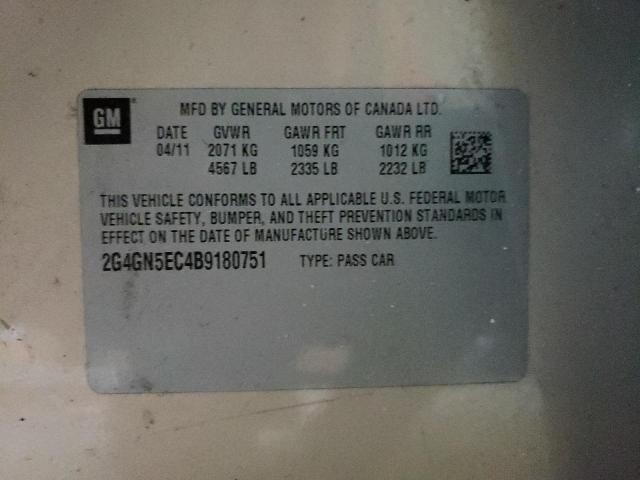 GM
MFD BY GENERAL MOTORS OF CANADA LTD.
DATE GVWR GAWR FRT GAWR RR
04/11 2071 KG 1059 KG 1012 KG
4567 LB 2335 LB 2232 LB
THIS VEHICLE CONFORMS TO ALL APPLICABLE U.S. FEDERAL MOTOR
VEHICLE SAFETY, BUMPER, AND THEFT PREVENTION STANDARDS IN
EFFECT ON THE DATE OF MANUFACTURE SHOWN ABOVE.
2G4GN5EC4B9180751 TYPE: PASS CAR